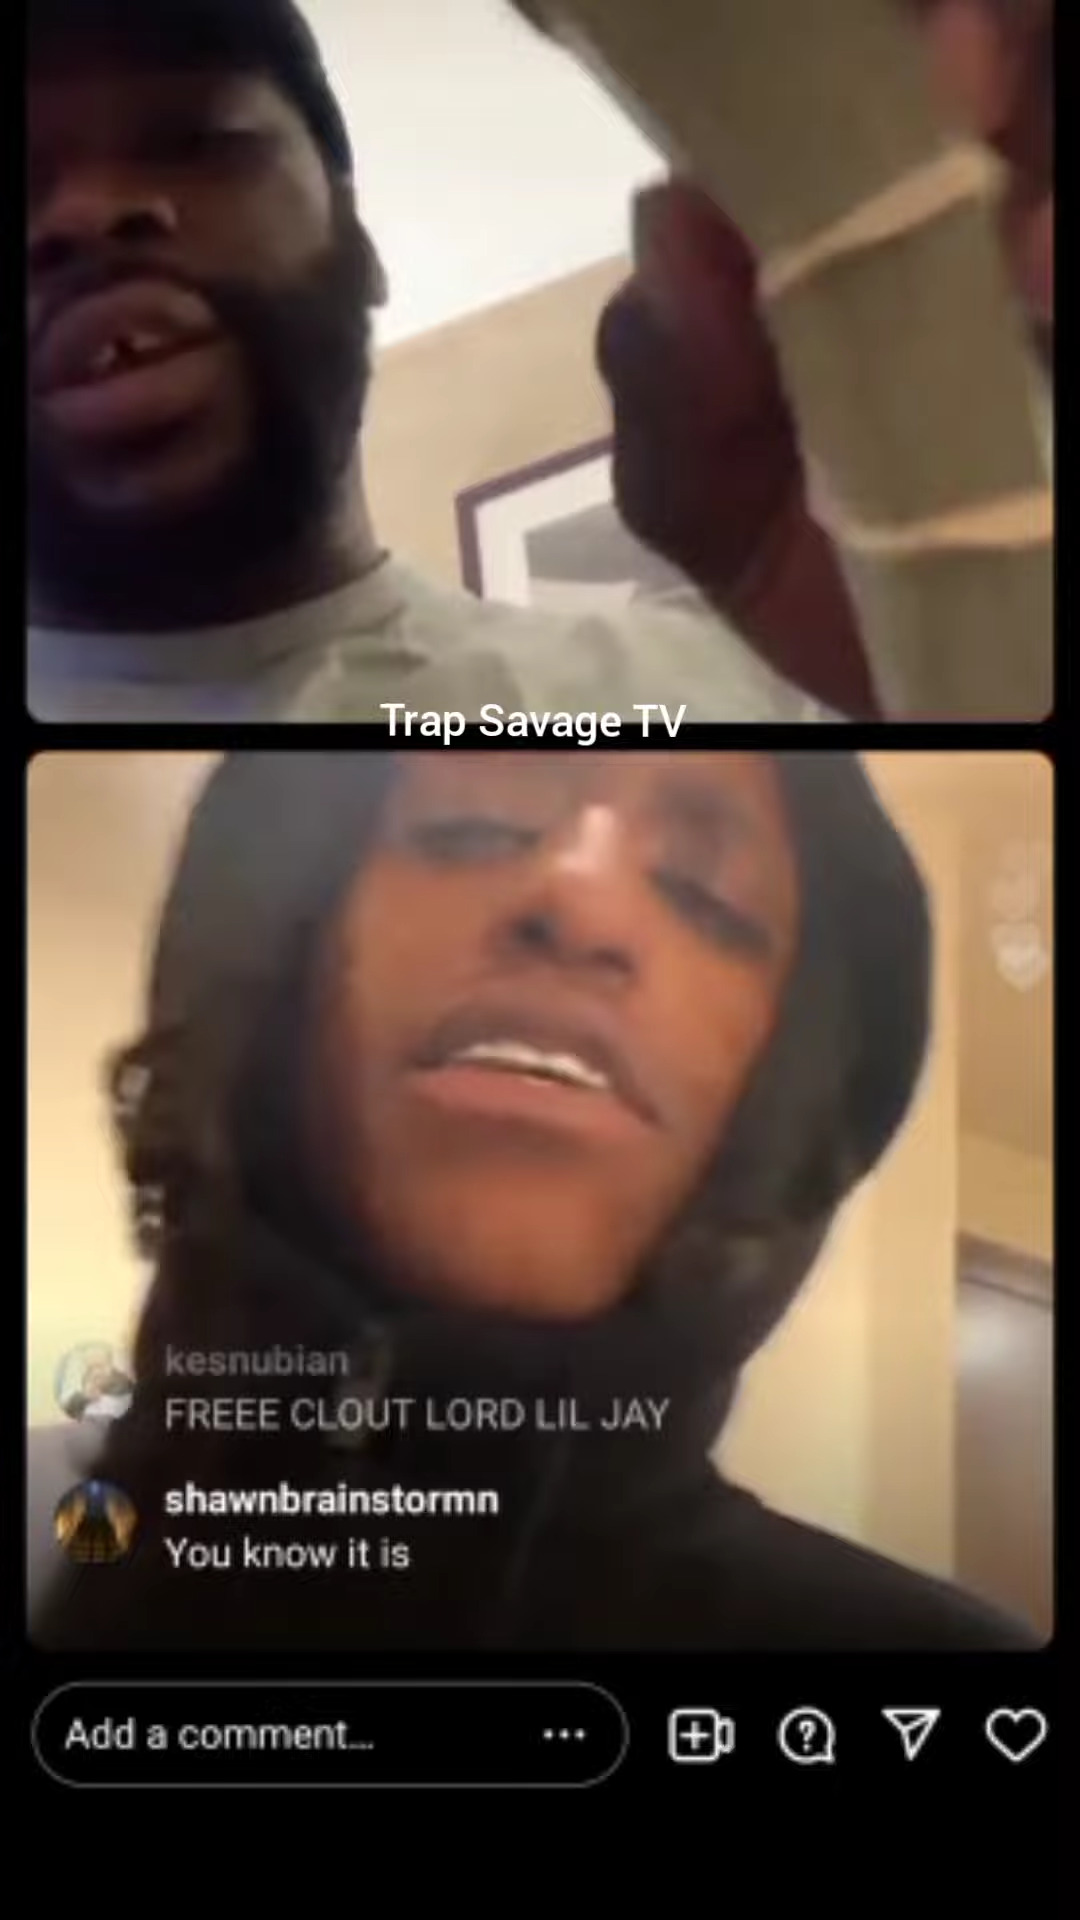 Trap Savage TV
kesnubian
FREEE CLOUT LORD LIL JAY
shawnbrainstormn
You know it is
Add a comment...